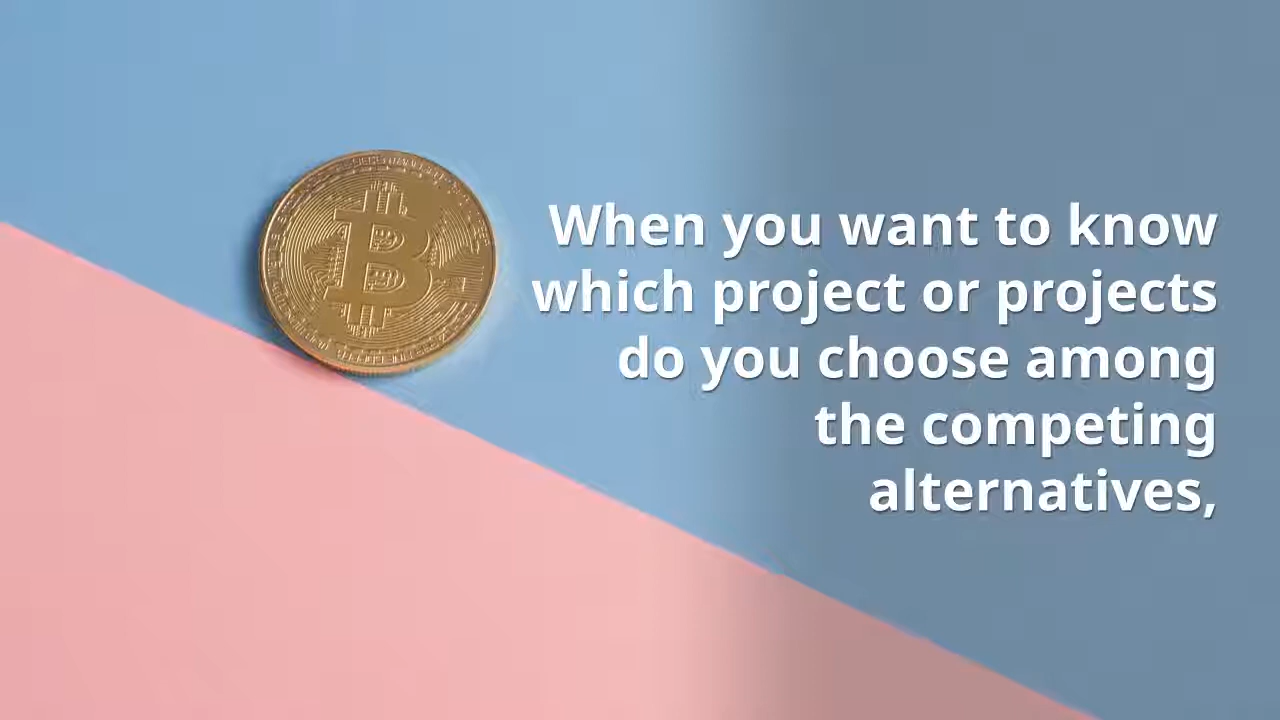 When you want to know
which project or projects
do you choose among
the competing
alternatives,